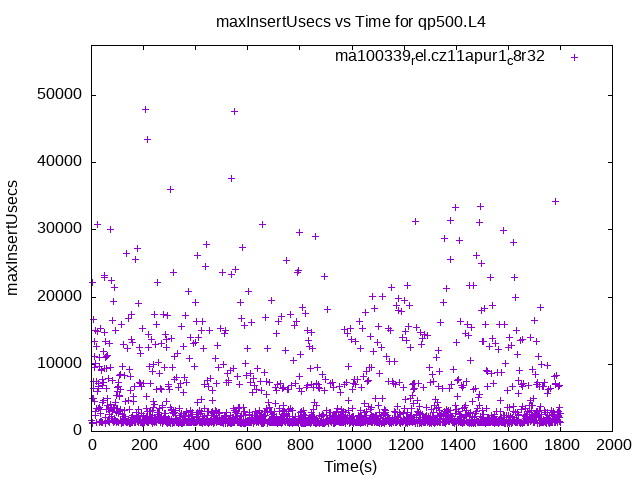 maxInsertUsecs vs Time for qp500.L4
ma100339_rel.cz11apur1_c8r32
50000
40000
30000
20000
10000
0
maxInsertUsecs
0 200 400 600 800 1000 1200 1400 1600 1800 2000
Time(s)